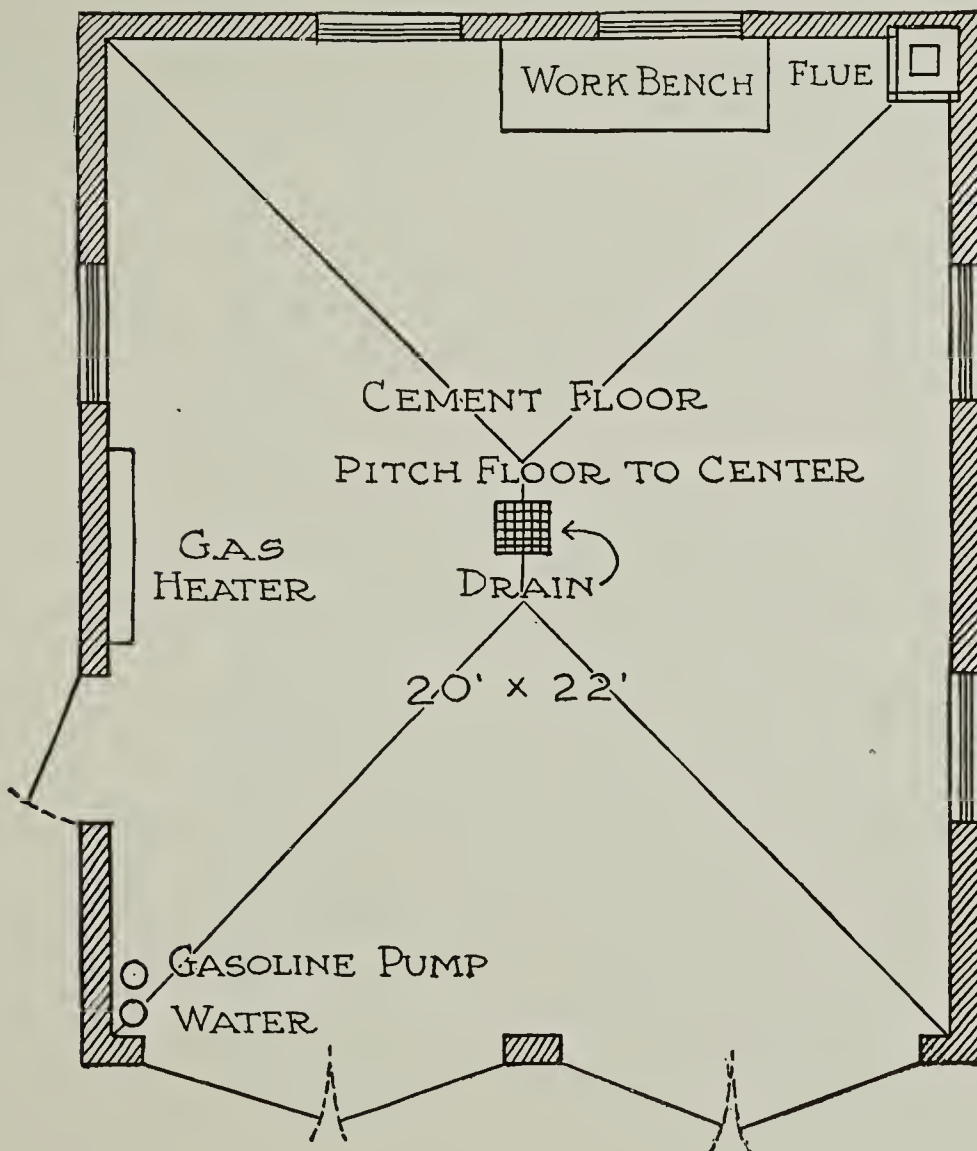 WORK BENCH
FLUE
CEMENT FLOOR
PITCH FLOOR TO CENTER
GAS
HEATER
DRAIN
20' x 22'
GASOLINE PUMP
WATER